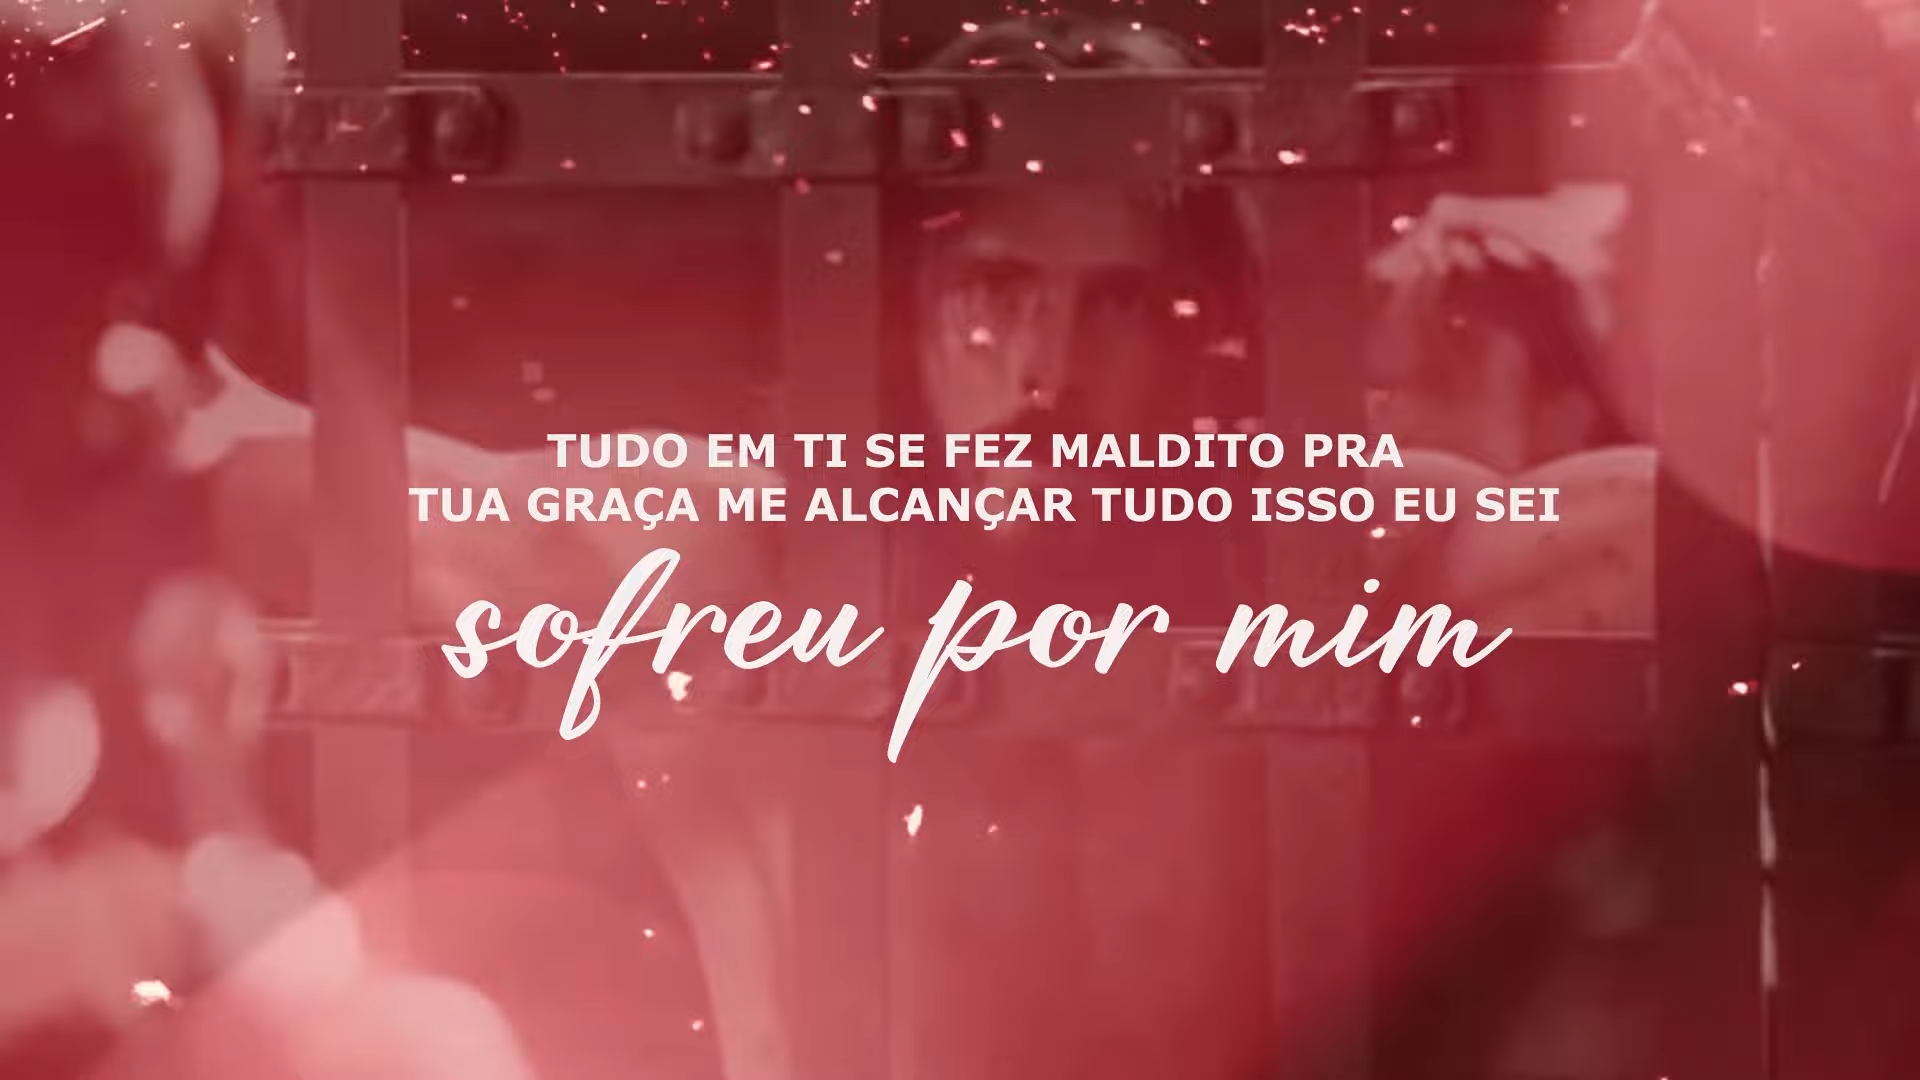 TUDO EM TI SE FEZ MALDITO PRA
TUA GRAÇA ME ALCANÇAR TUDO ISSO EU SEI
sofreu por mim